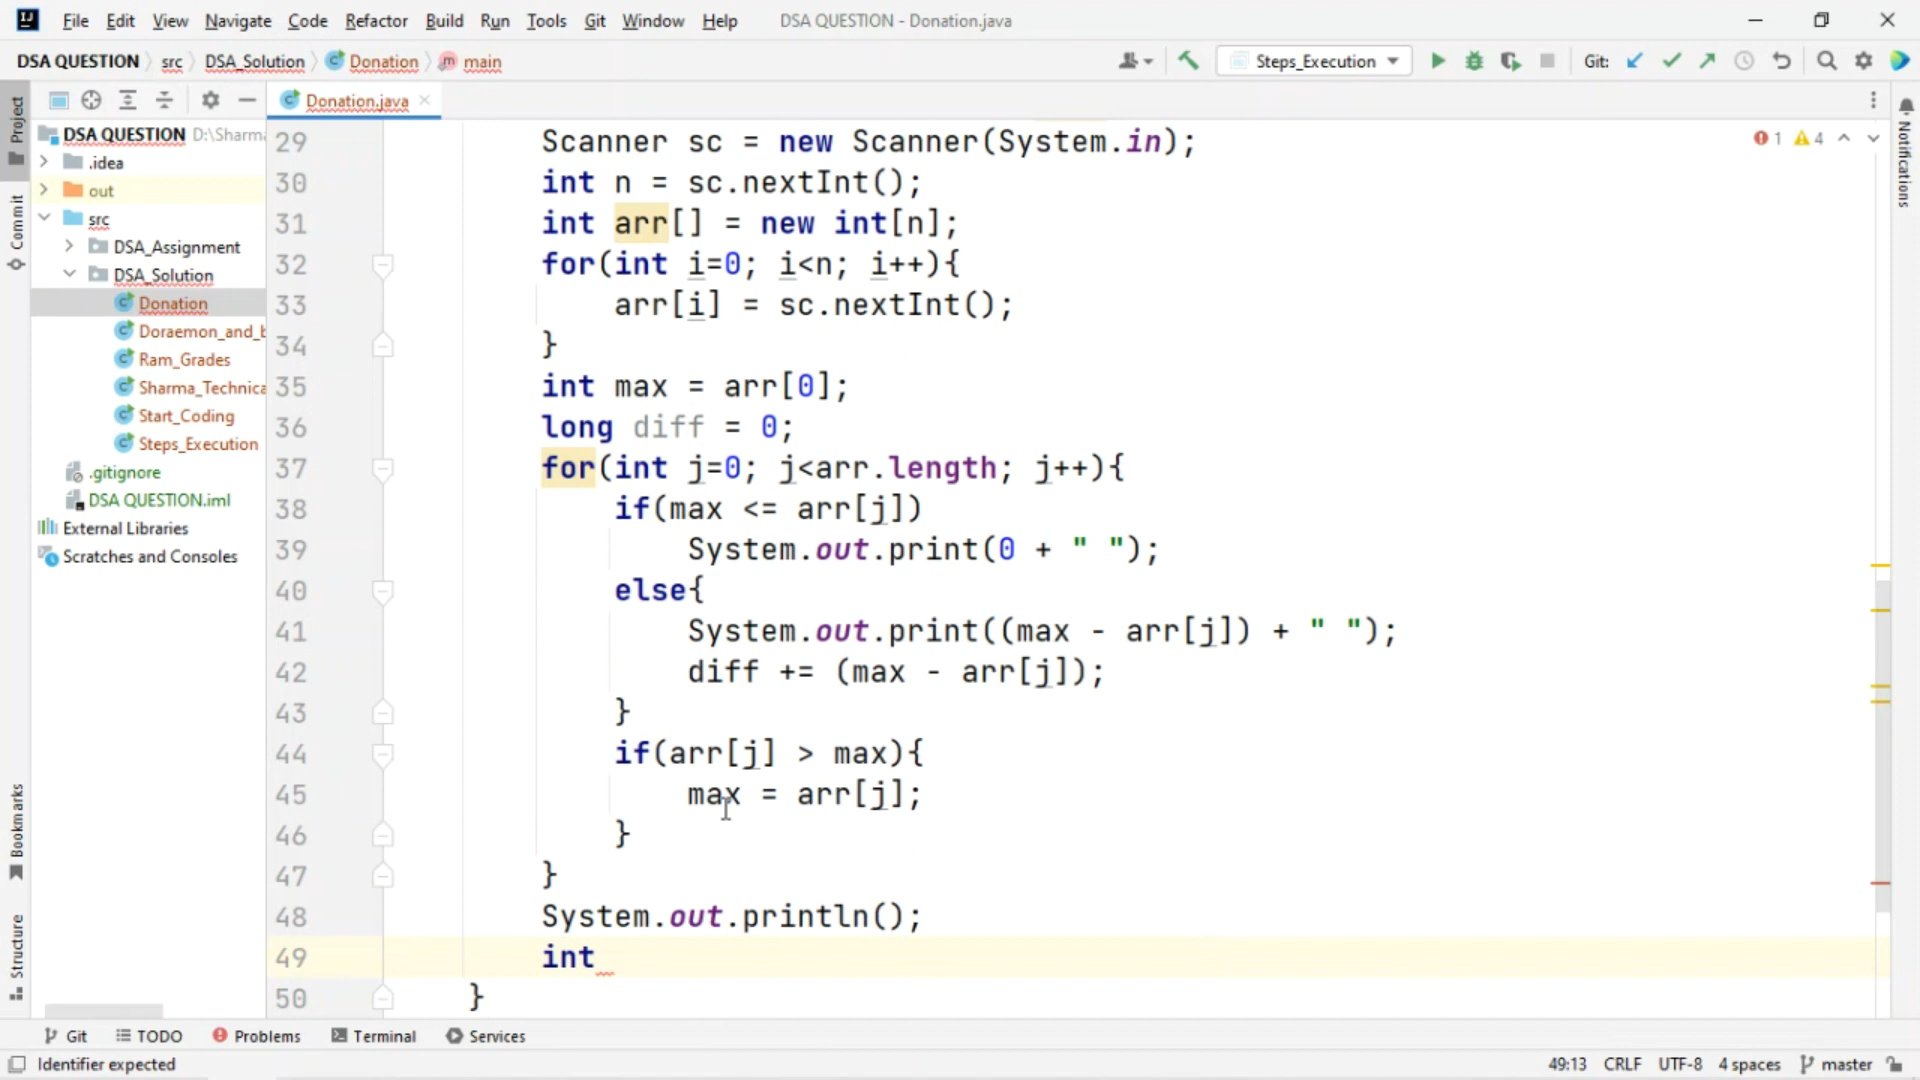 File Edit View Navigate Code Refactor Build Run Tools Git Window Help DSA QUESTION - Donation.java
DSA QUESTION src DSA_Solution Donation main Steps_Execution Git:
Project
Commit
Bookmarks
Structure
DSA QUESTION D:\Sharma
.idea
out
src
DSA_Assignment
DSA_Solution
Donation
Doraemon_and_b
Ram_Grades
Sharma_Technica
Start_Coding
Steps_Execution
.gitignore
DSA QUESTION.iml
External Libraries
Scratches and Consoles
Donation.java
1 4
Notifications
29 Scanner sc = new Scanner(System.in);
30 int n = sc.nextInt();
31 int arr[] = new int[n];
32 for(int i=0; i<n; i++){
33 arr[i] = sc.nextInt();
34 }
35 int max = arr[0];
36 long diff = 0;
37 for(int j=0; j<arr.length; j++){
38 if(max <= arr[j])
39 System.out.print(0 + " ");
40 else{
41 System.out.print((max - arr[j]) + " ");
42 diff += (max - arr[j]);
43 }
44 if(arr[j] > max){
45 max = arr[j];
46 }
47 }
48 System.out.println();
49 int
50 }
Git TODO Problems Terminal Services
Identifier expected 49:13 CRLF UTF-8 4 spaces master